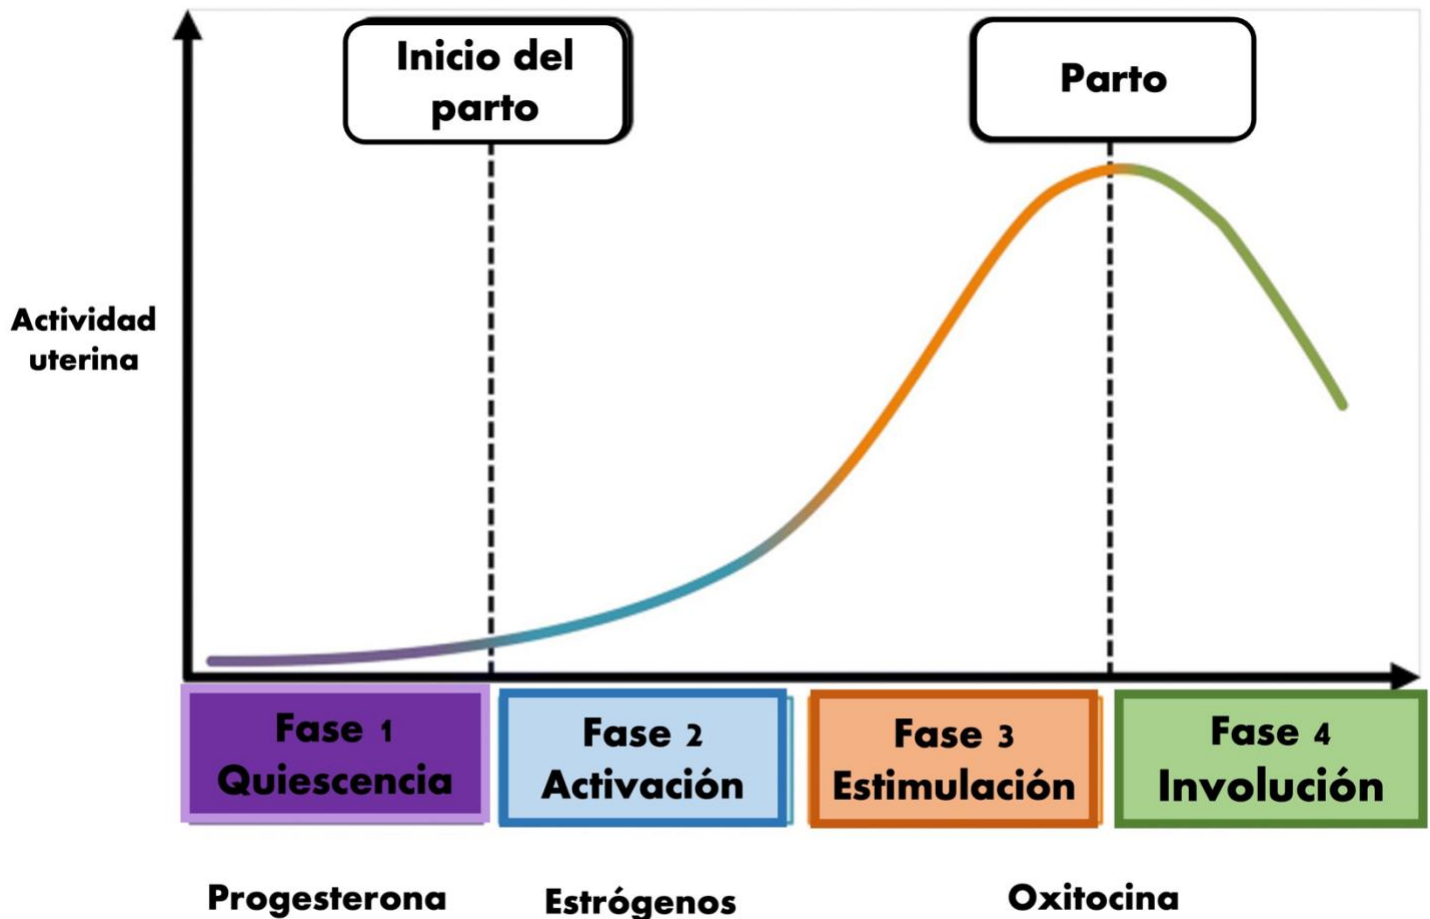 Inicio del
parto
Parto
Actividad
uterina
Fase 1
Quiescencia
Fase 2
Activación
Fase 3
Estimulación
Fase 4
Involución
Progesterona
Estrógenos
Oxitocina